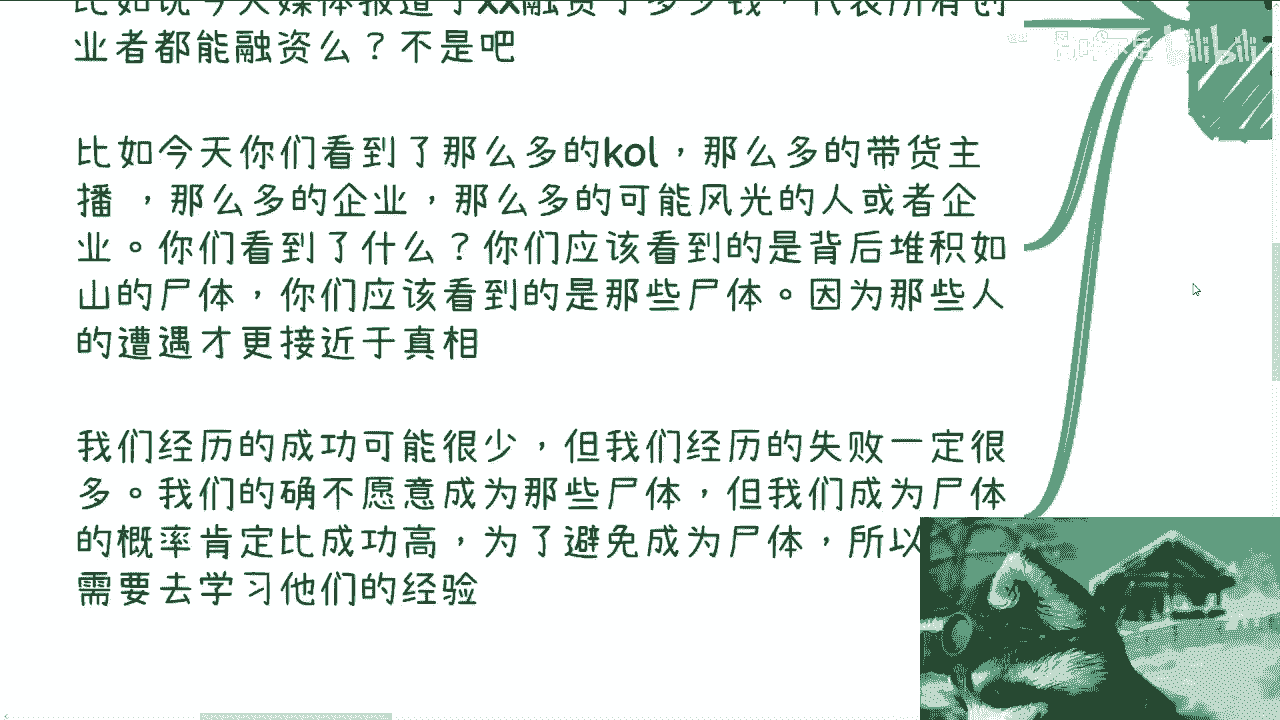 比如说今天媒体报道了xx融资了多少钱，代表所有创
业者都能融资么？不是吧
比如今天你们看到了那么多的kol，那么多的带货主
播 ，那么多的企业，那么多的可能风光的人或者企
业。你们看到了什么？你们应该看到的是背后堆积如
山的尸体，你们应该看到的是那些尸体。因为那些人
的遭遇才更接近于真相
我们经历的成功可能很少，但我们经历的失败一定很
多。我们的确不愿意成为那些尸体，但我们成为尸体
的概率肯定比成功高，为了避免成为尸体，所以
需要去学习他们的经验
bilibili